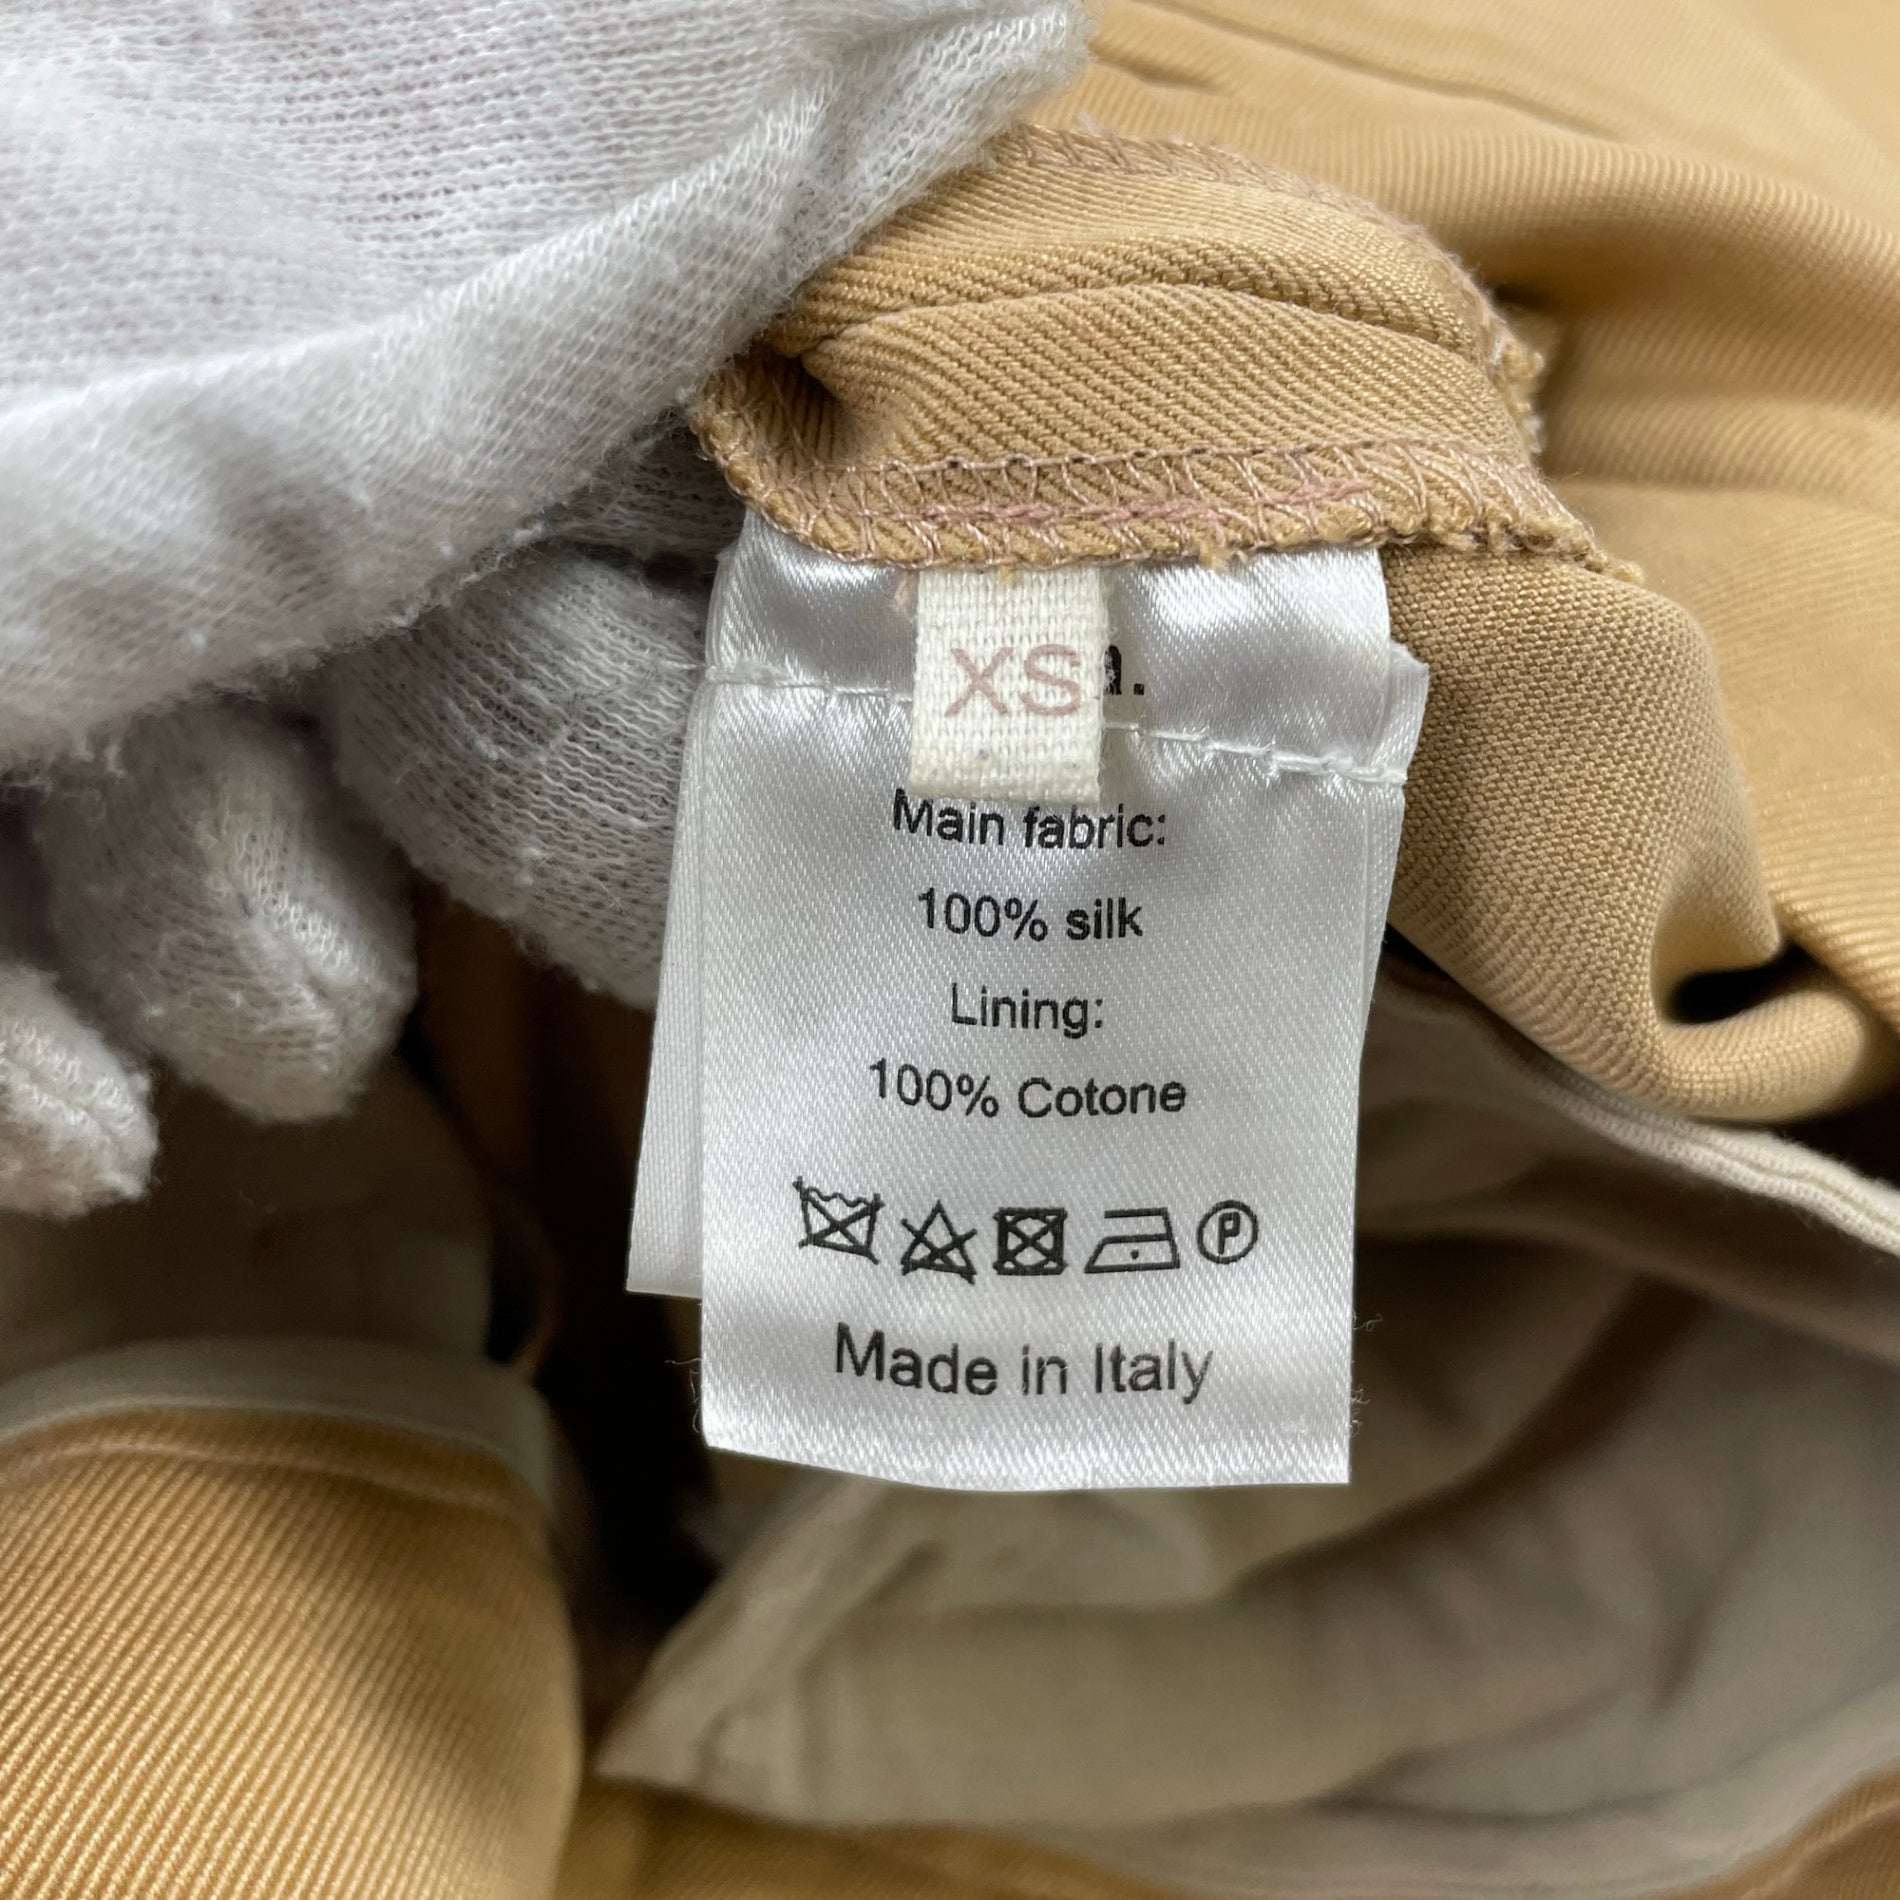 XS
Main fabric:
100% silk
Lining:
100% Cotone
P
Made in Italy